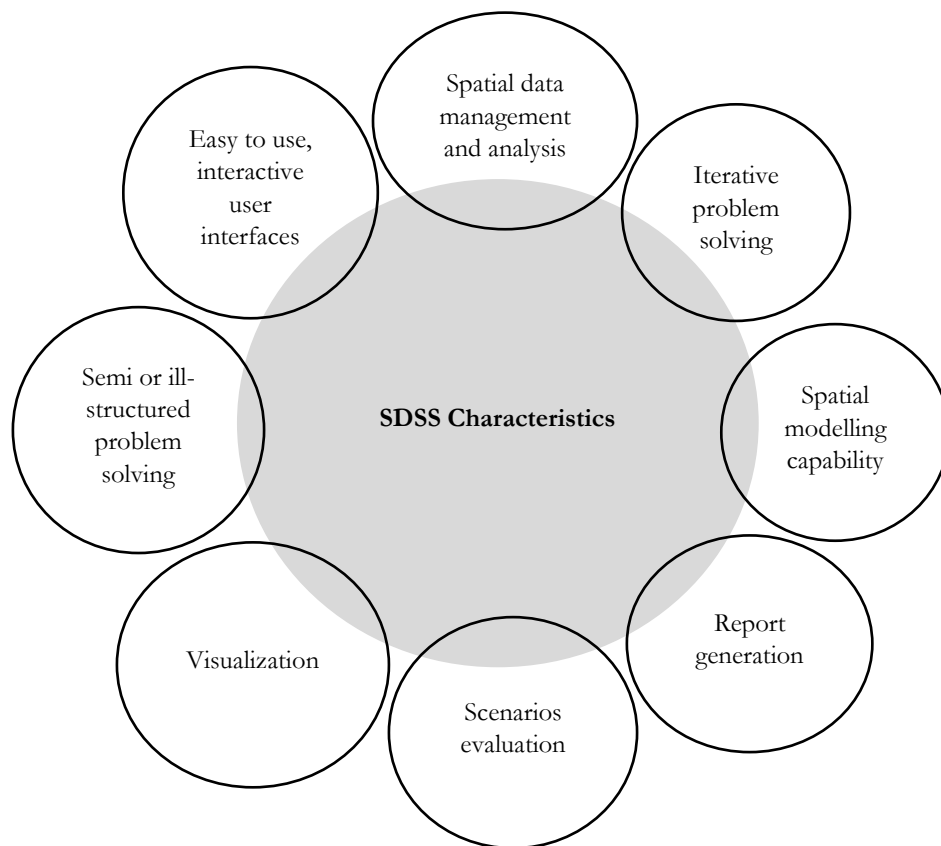 Spatial data
management
and analysis
Easy to use,
interactive
user
interfaces
Iterative
problem
solving
Semi or ill-
structured
problem
solving
SDSS Characteristics
Spatial
modelling
capability
Visualization
Report
generation
Scenarios
evaluation